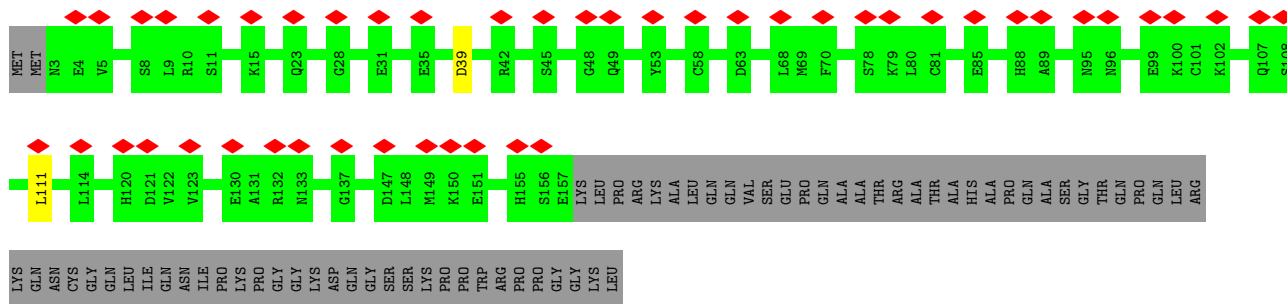 MET MET N3 E4 V5 S8 L9 R10 S11 K15 Q23 G28 E31 E35 D39 R42 S45 G48 Q49 Y53 C58 D63 L68 M69 F70 S78 K79 L80 C81 E85 H88 A89 N95 N96 E99 K100 C101 K102 Q107 S108
L111 L114 H120 D121 V122 V123 E130 A131 R132 N133 G137 D147 L148 M149 K150 E151 H155 S156 E157 LYS LEU PRO ARG LYS ALA LEU GLN GLN VAL SER GLU PRO GLN ALA ALA THR ARG ALA THR ALA HIS ALA PRO GLN ALA SER GLY THR GLN PRO GLN LEU ARG
LYS GLN ASN CYS GLY GLN LEU ILE GLN ASN ILE PRO LYS PRO GLY GLY LYS ASP GLN GLY SER SER LYS PRO PRO TRP ARG PRO PRO GLY GLY LYS LEU